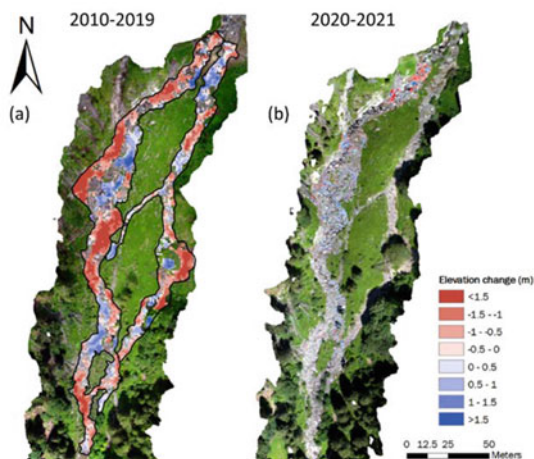 N
2010-2019
2020-2021
(a)
(b)
Elevation change (m)
<1.5
-1.5 - -1
-1 - -0.5
-0.5 - 0
0 - 0.5
0.5 - 1
1 - 1.5
>1.5
0 12.5 25 50
Meters